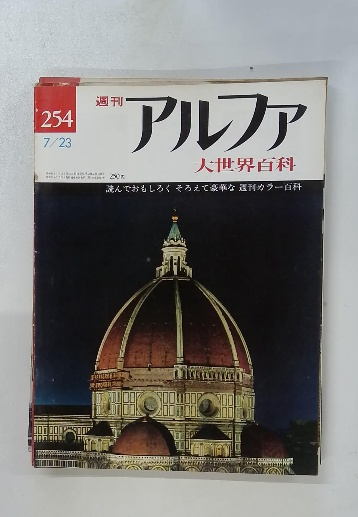 254
7/23
週刊
アルファ
大世界百科
250円
読んでおもしろく そろえて豪華な 週刊カラー百科